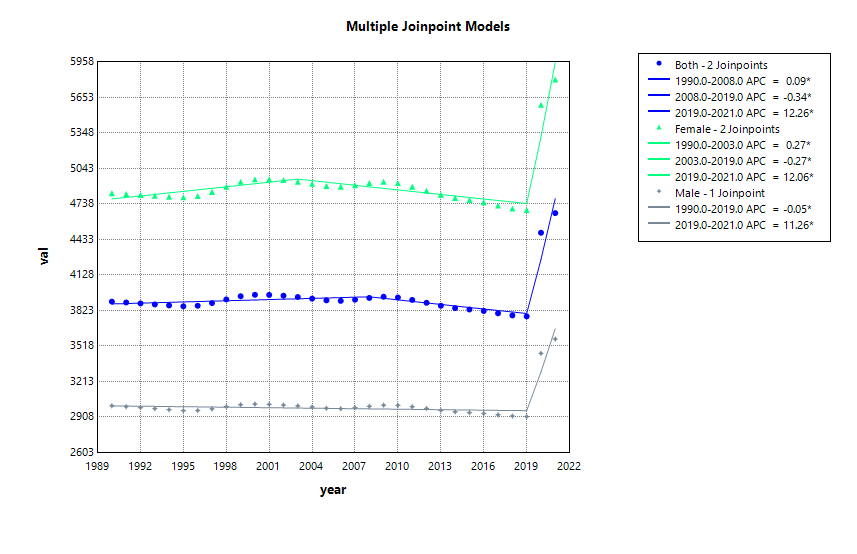 Multiple Joinpoint Models
5958
5653
5348
5043
4738
4433
4128
3823
3518
3213
2908
2603
val
1989 1992 1995 1998 2001 2004 2007 2010 2013 2016 2019 2022
year
Both - 2 Joinpoints
1990.0-2008.0 APC = 0.09*
2008.0-2019.0 APC = -0.34*
2019.0-2021.0 APC = 12.26*
Female - 2 Joinpoints
1990.0-2003.0 APC = 0.27*
2003.0-2019.0 APC = -0.27*
2019.0-2021.0 APC = 12.06*
Male - 1 Joinpoint
1990.0-2019.0 APC = -0.05*
2019.0-2021.0 APC = 11.26*